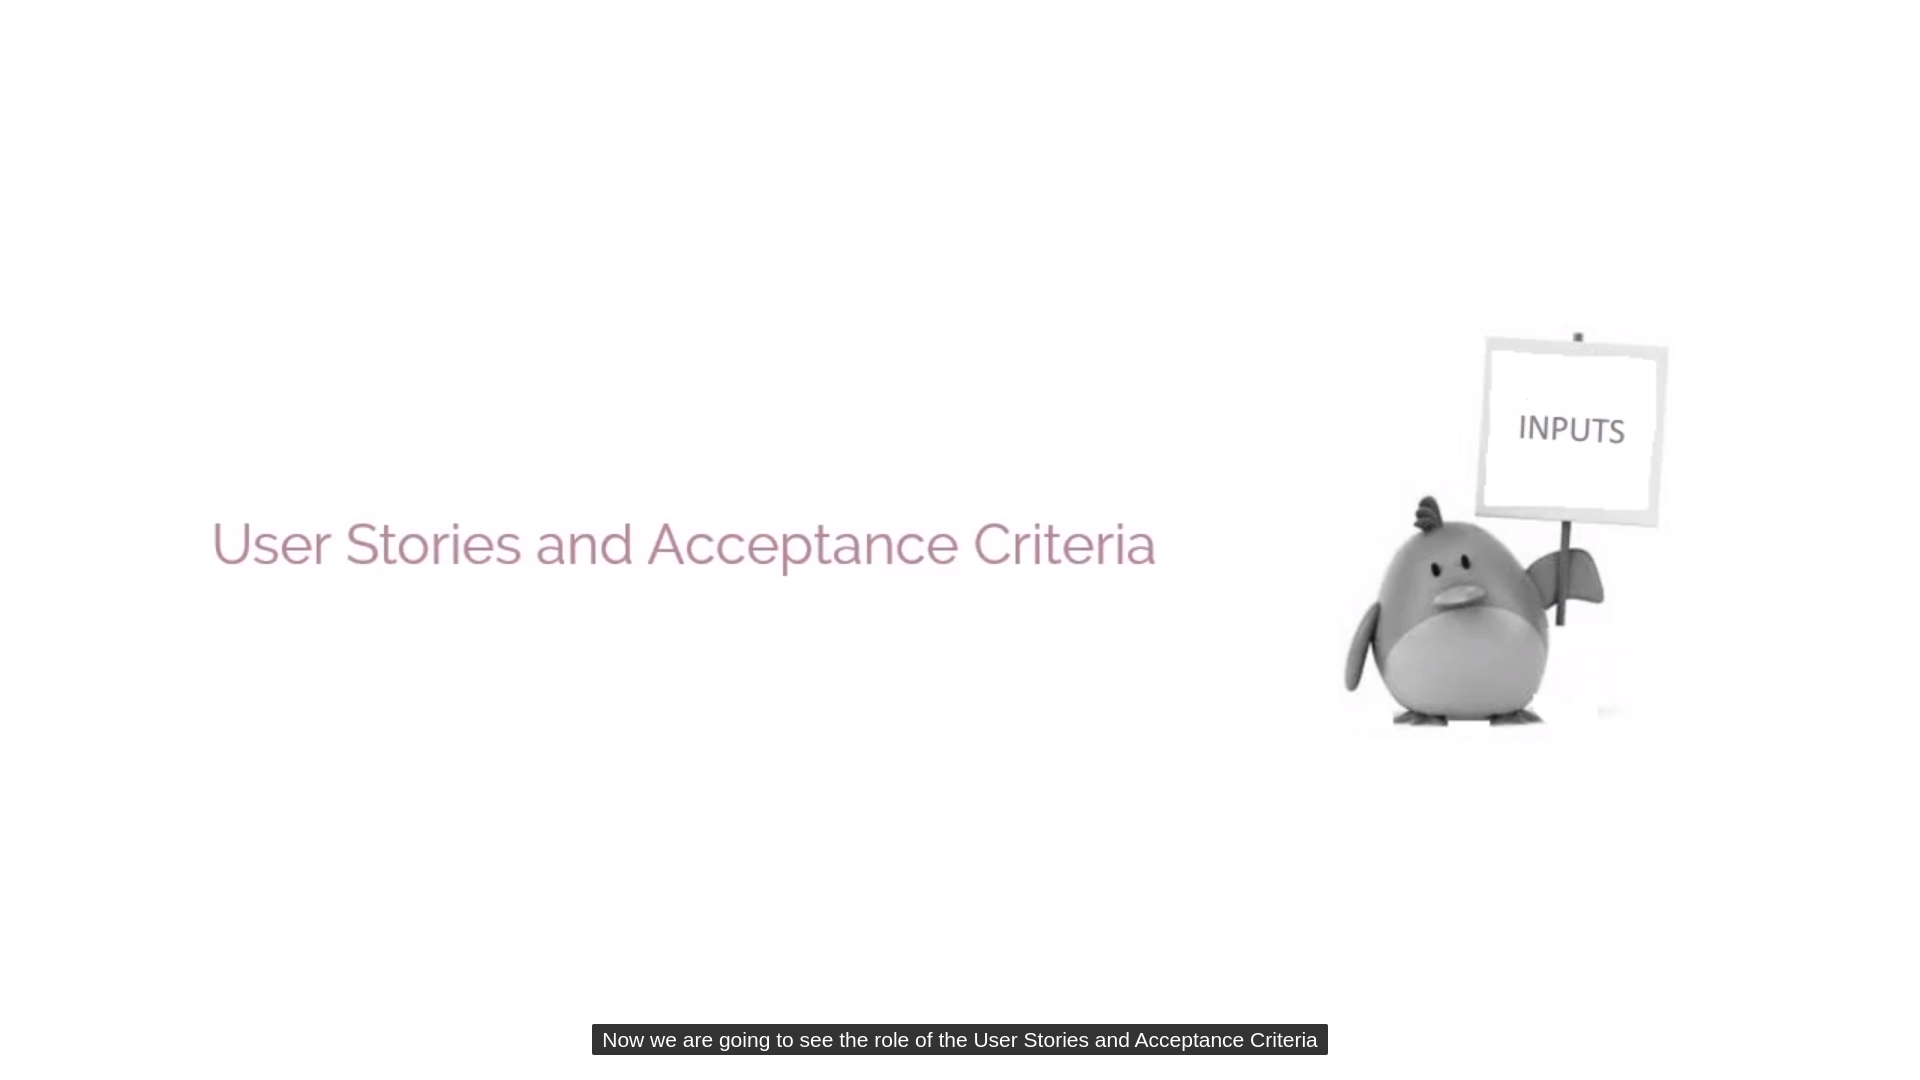 INPUTS
User Stories and Acceptance Criteria
Now we are going to see the role of the User Stories and Acceptance Criteria